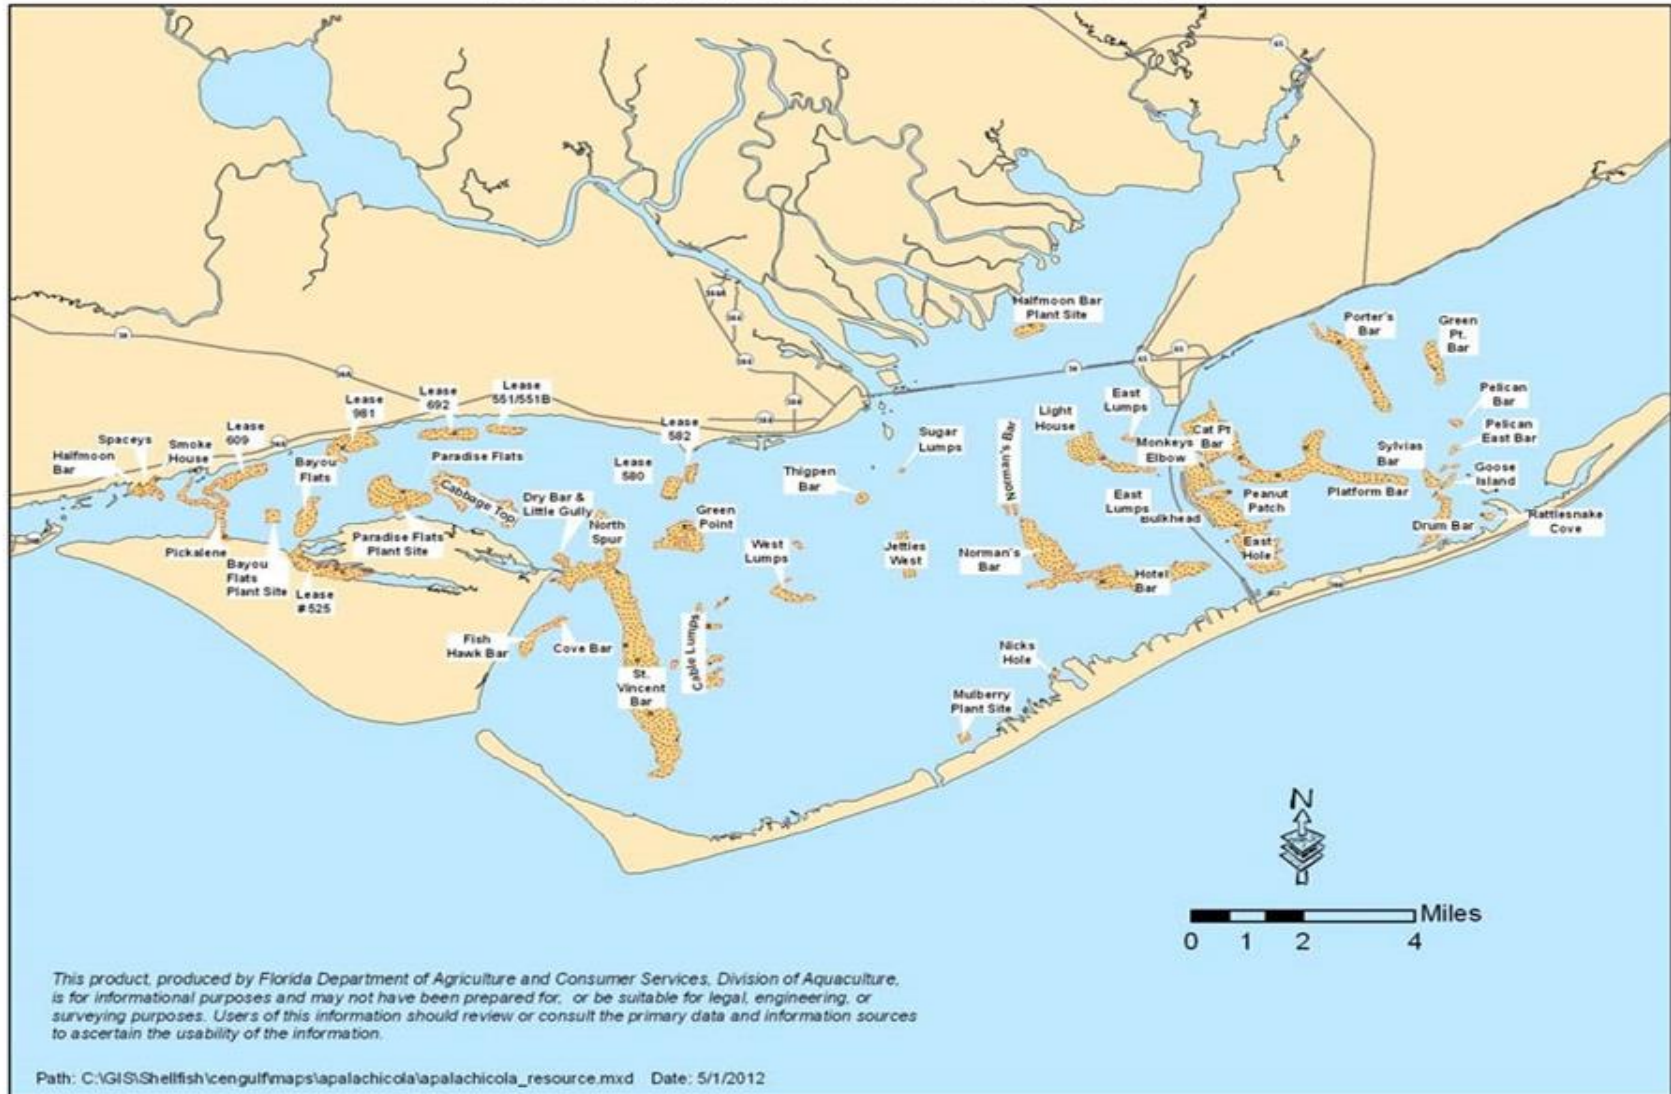 65
Halfmoon Bar
Plant Site
Porter's
Bar
Green
Pt.
Bar
65
65
Lease
981
Lease
692
Lease
551/551B
Lease
582
East
Lumps
Pelican
Bar
Spaceys
Smoke
House
Lease
609
Halfmoon
Bar
Bayou
Flats
Paradise Flats
Cabbage Top
Lease
580
Sugar
Lumps
Norman's Bar
Light
House
Monkeys
Elbow
Cat Pt
Bar
Sylvias
Bar
Pelican
East Bar
Goose
Island
Dry Bar &
Little Gully
North
Spur
Green
Point
Thigpen
Bar
East
Lumps
Bulkhead
Peanut
Patch
Platform Bar
Drum Bar
Rattlesnake
Cove
Pickalene
Bayou
Flats
Plant Site
Paradise Flats
Plant Site
Lease
#525
West
Lumps
Jetties
West
Norman's
Bar
Hotel
Bar
East
Hole
Fish
Hawk Bar
Cove Bar
St.
Vincent
Bar
Cable Lumps
Nicks
Hole
Mulberry
Plant Site
N
Miles
0 1 2 4
This product, produced by Florida Department of Agriculture and Consumer Services, Division of Aquaculture,
is for informational purposes and may not have been prepared for, or be suitable for legal, engineering, or
surveying purposes. Users of this information should review or consult the primary data and information sources
to ascertain the usability of the information.
Path: C:\GIS\Shellfish\cengulf\maps\apalachicola\apalachicola_resource.mxd Date: 5/1/2012